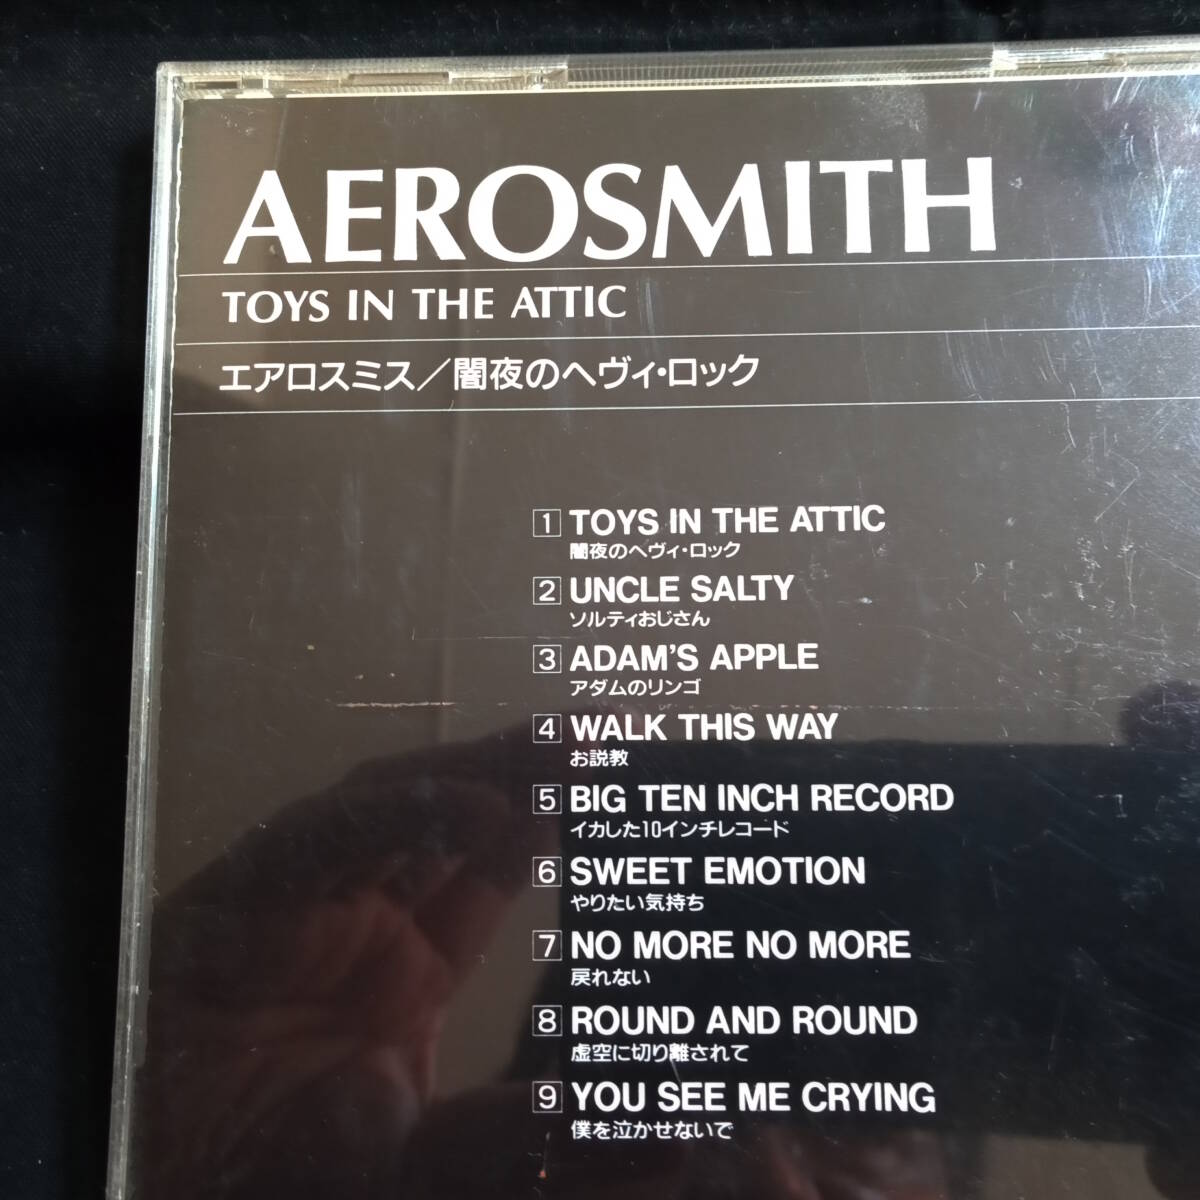 AEROSMITH
TOYS IN THE ATTIC
エアロスミス／闇夜のヘヴィ・ロック
1 TOYS IN THE ATTIC
闇夜のヘヴィ・ロック
2 UNCLE SALTY
ソルティおじさん
3 ADAM'S APPLE
アダムのリンゴ
4 WALK THIS WAY
お説教
5 BIG TEN INCH RECORD
イカした10インチレコード
6 SWEET EMOTION
やりたい気持ち
7 NO MORE NO MORE
戻れない
8 ROUND AND ROUND
虚空に切り離されて
9 YOU SEE ME CRYING
僕を泣かせないで